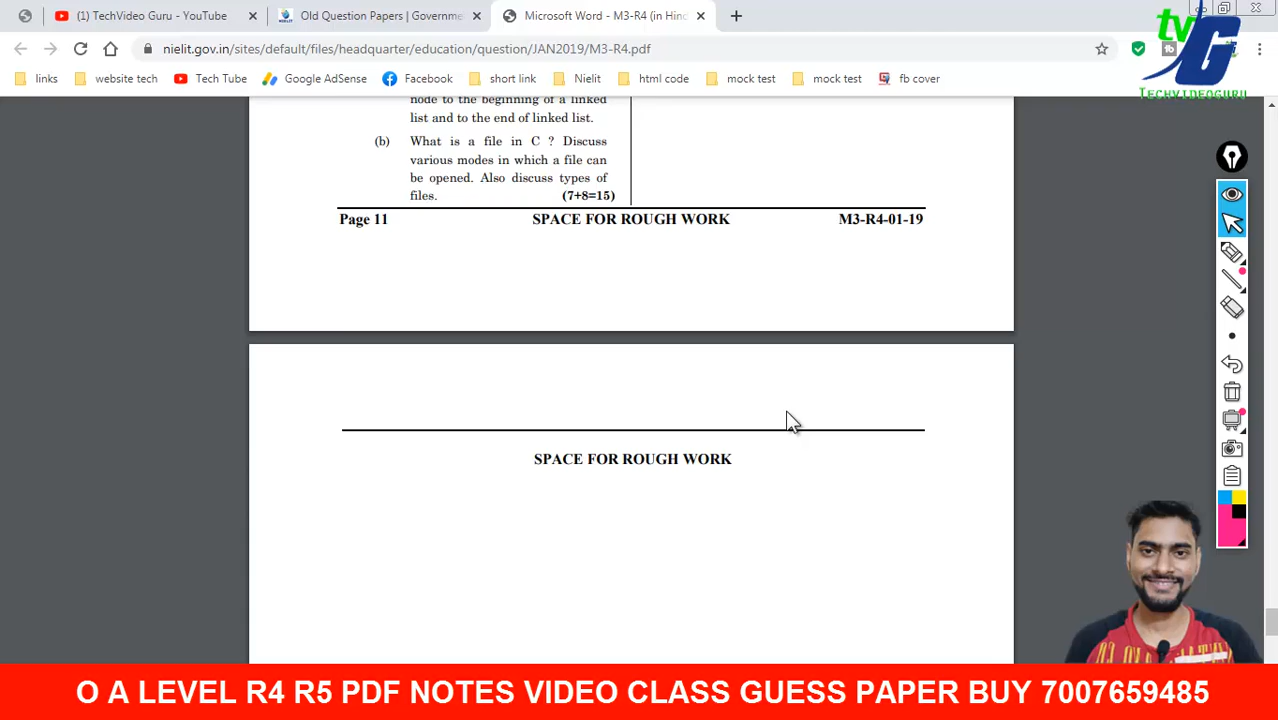 (1) TechVideo Guru - YouTube
Old Question Papers | Governme
Microsoft Word - M3-R4 (in Hind
nielit.gov.in/sites/default/files/headquarter/education/question/JAN2019/M3-R4.pdf
links
website tech
Tech Tube
Google AdSense
Facebook
short link
Nielit
html code
mock test
mock test
fb cover
tvG
TECHVIDEOGURU
node to the beginning of a linked
list and to the end of linked list.
(b) What is a file in C ? Discuss
various modes in which a file can
be opened. Also discuss types of
files. (7+8=15)
Page 11 SPACE FOR ROUGH WORK M3-R4-01-19
SPACE FOR ROUGH WORK
O A LEVEL R4 R5 PDF NOTES VIDEO CLASS GUESS PAPER BUY 7007659485